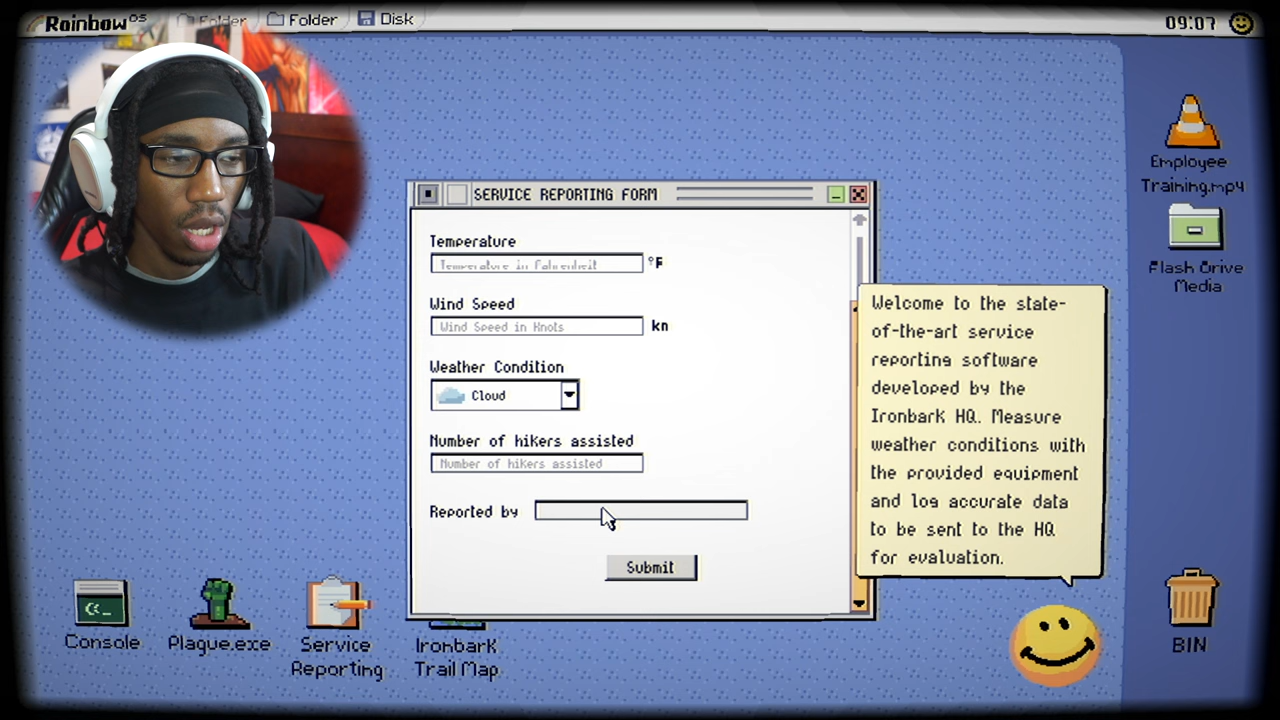 RainbowOS Folder Folder Disk 09:07
Employee
Training.mp4
Flash Drive
Media
SERVICE REPORTING FORM
Temperature
Temperature in Fahrenheit °F
Wind Speed
Wind Speed in Knots kn
Weather Condition
Cloud
Number of hikers assisted
Number of hikers assisted
Reported by
Submit
Welcome to the state-
of-the-art service
reporting software
developed by the
Ironbark HQ. Measure
weather conditions with
the provided equipment
and log accurate data
to be sent to the HQ
for evaluation.
Console
Plague.exe
Service
Reporting
Ironbark
Trail Map
BIN